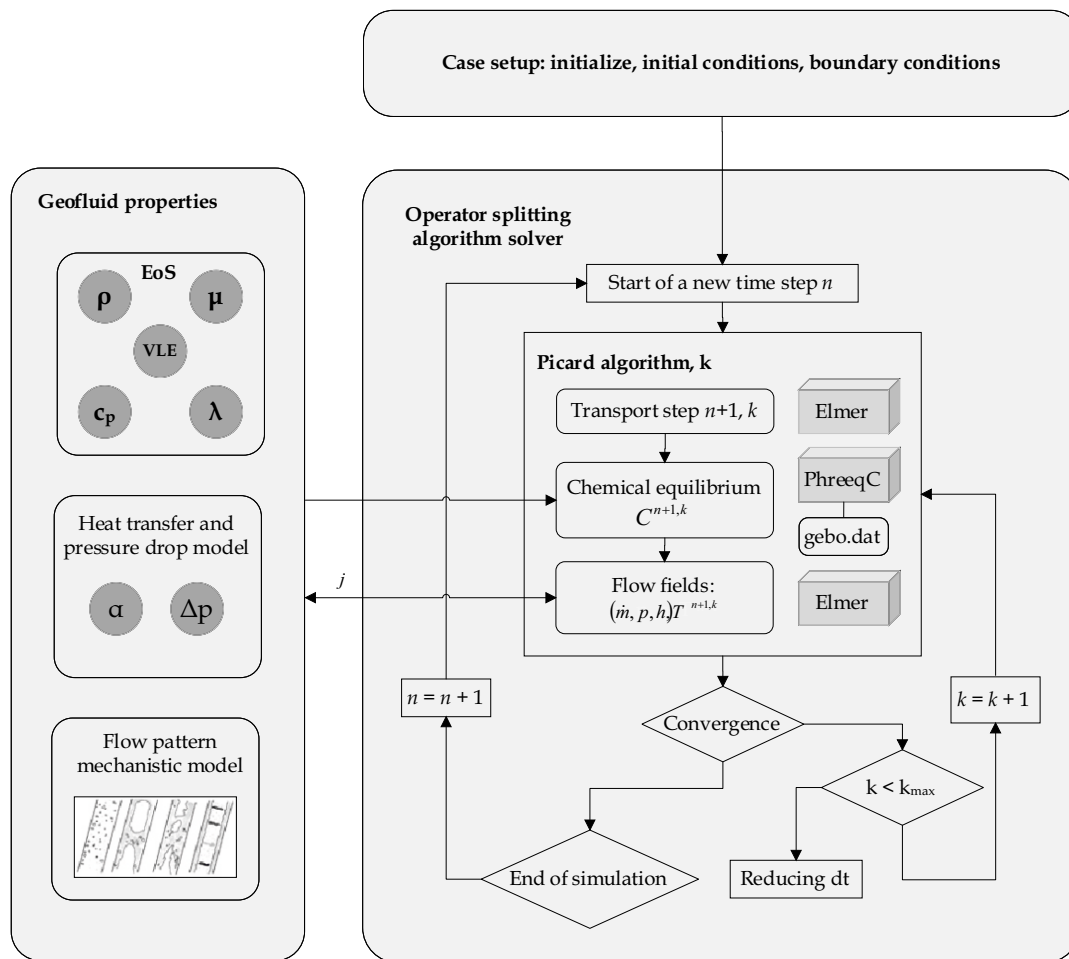 Case setup: initialize, initial conditions, boundary conditions
Geofluid properties
EoS
ρ
μ
VLE
cₚ
λ
Heat transfer and
pressure drop model
α
Δp
Flow pattern
mechanistic model
Operator splitting
algorithm solver
Start of a new time step n
Picard algorithm, k
Transport step n+1, k
Elmer
Chemical equilibrium
C^{n+1,k}
PhreeqC
gebo.dat
j
Flow fields:
(ṁ, p, h,)T ^{n+1,k}
Elmer
n = n + 1
Convergence
k = k + 1
k < k_{max}
End of simulation
Reducing dt